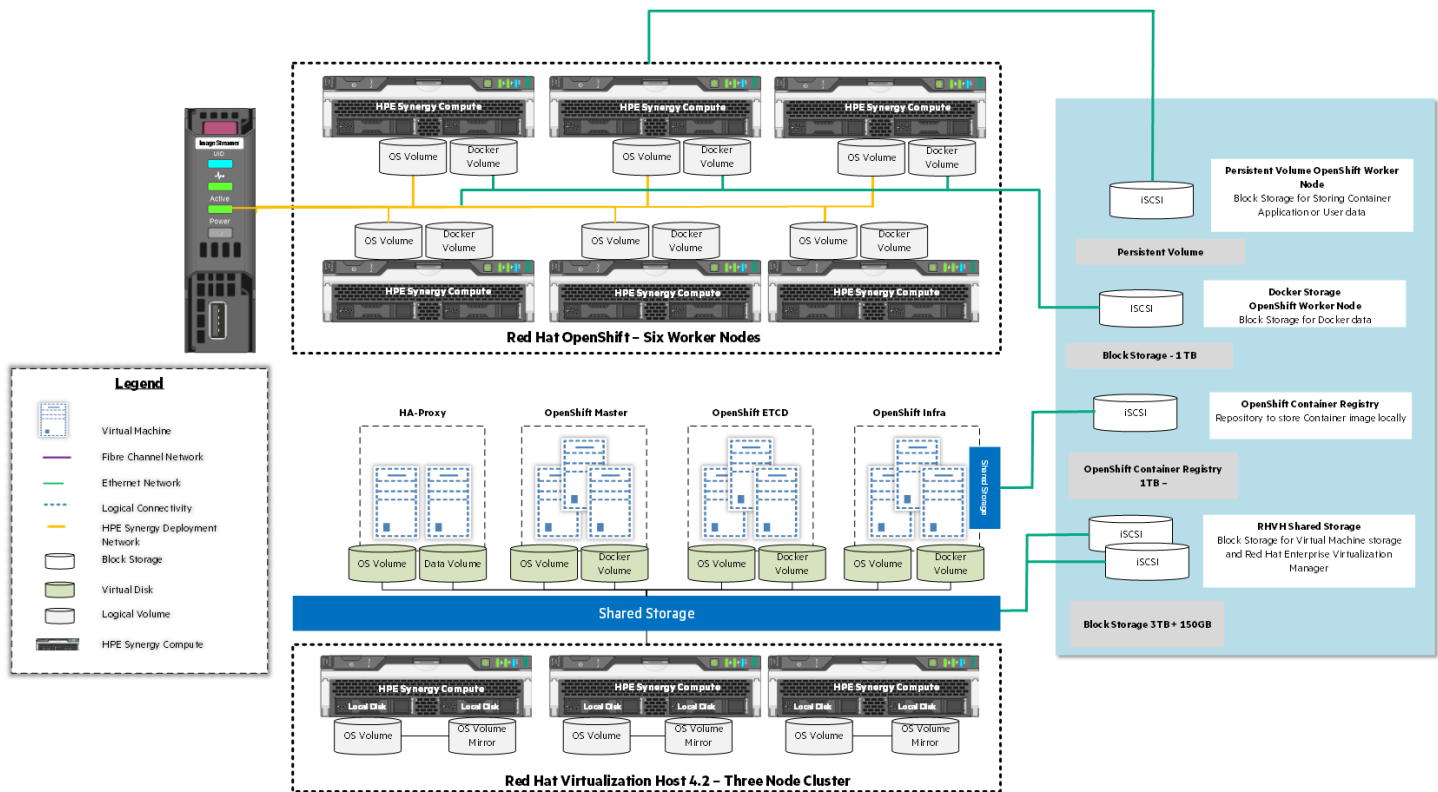 Image Streamer
UID
Active
Power
HPE Synergy Compute
HPE Synergy Compute
HPE Synergy Compute
OS Volume
Docker
Volume
OS Volume
Docker
Volume
OS Volume
Docker
Volume
OS Volume
Docker
Volume
OS Volume
Docker
Volume
OS Volume
Docker
Volume
HPE Synergy Compute
HPE Synergy Compute
HPE Synergy Compute
Red Hat OpenShift – Six Worker Nodes
iSCSI
Persistent Volume OpenShift Worker
Node
Block Storage for Storing Container
Application or User data
Persistent Volume
iSCSI
Docker Storage
OpenShift Worker Node
Block Storage for Docker data
Block Storage - 1 TB
iSCSI
OpenShift Container Registry
Repository to store Container image locally
OpenShift Container Registry
1TB –
iSCSI
iSCSI
RHVH Shared Storage
Block Storage for Virtual Machine storage
and Red Hat Enterprise Virtualization
Manager
Block Storage 3TB + 150GB
Legend
Virtual Machine
Fibre Channel Network
Ethernet Network
Logical Connectivity
HPE Synergy Deployment
Network
Block Storage
Virtual Disk
Logical Volume
HPE Synergy Compute
HA-Proxy
OpenShift Master
OpenShift ETCD
OpenShift Infra
Shared Storage
OS Volume
Data Volume
OS Volume
Docker
Volume
OS Volume
Docker
Volume
OS Volume
Docker
Volume
Shared Storage
HPE Synergy Compute
Local Disk
Local Disk
HPE Synergy Compute
Local Disk
Local Disk
HPE Synergy Compute
Local Disk
Local Disk
OS Volume
OS Volume
Mirror
OS Volume
OS Volume
Mirror
OS Volume
OS Volume
Mirror
Red Hat Virtualization Host 4.2 – Three Node Cluster